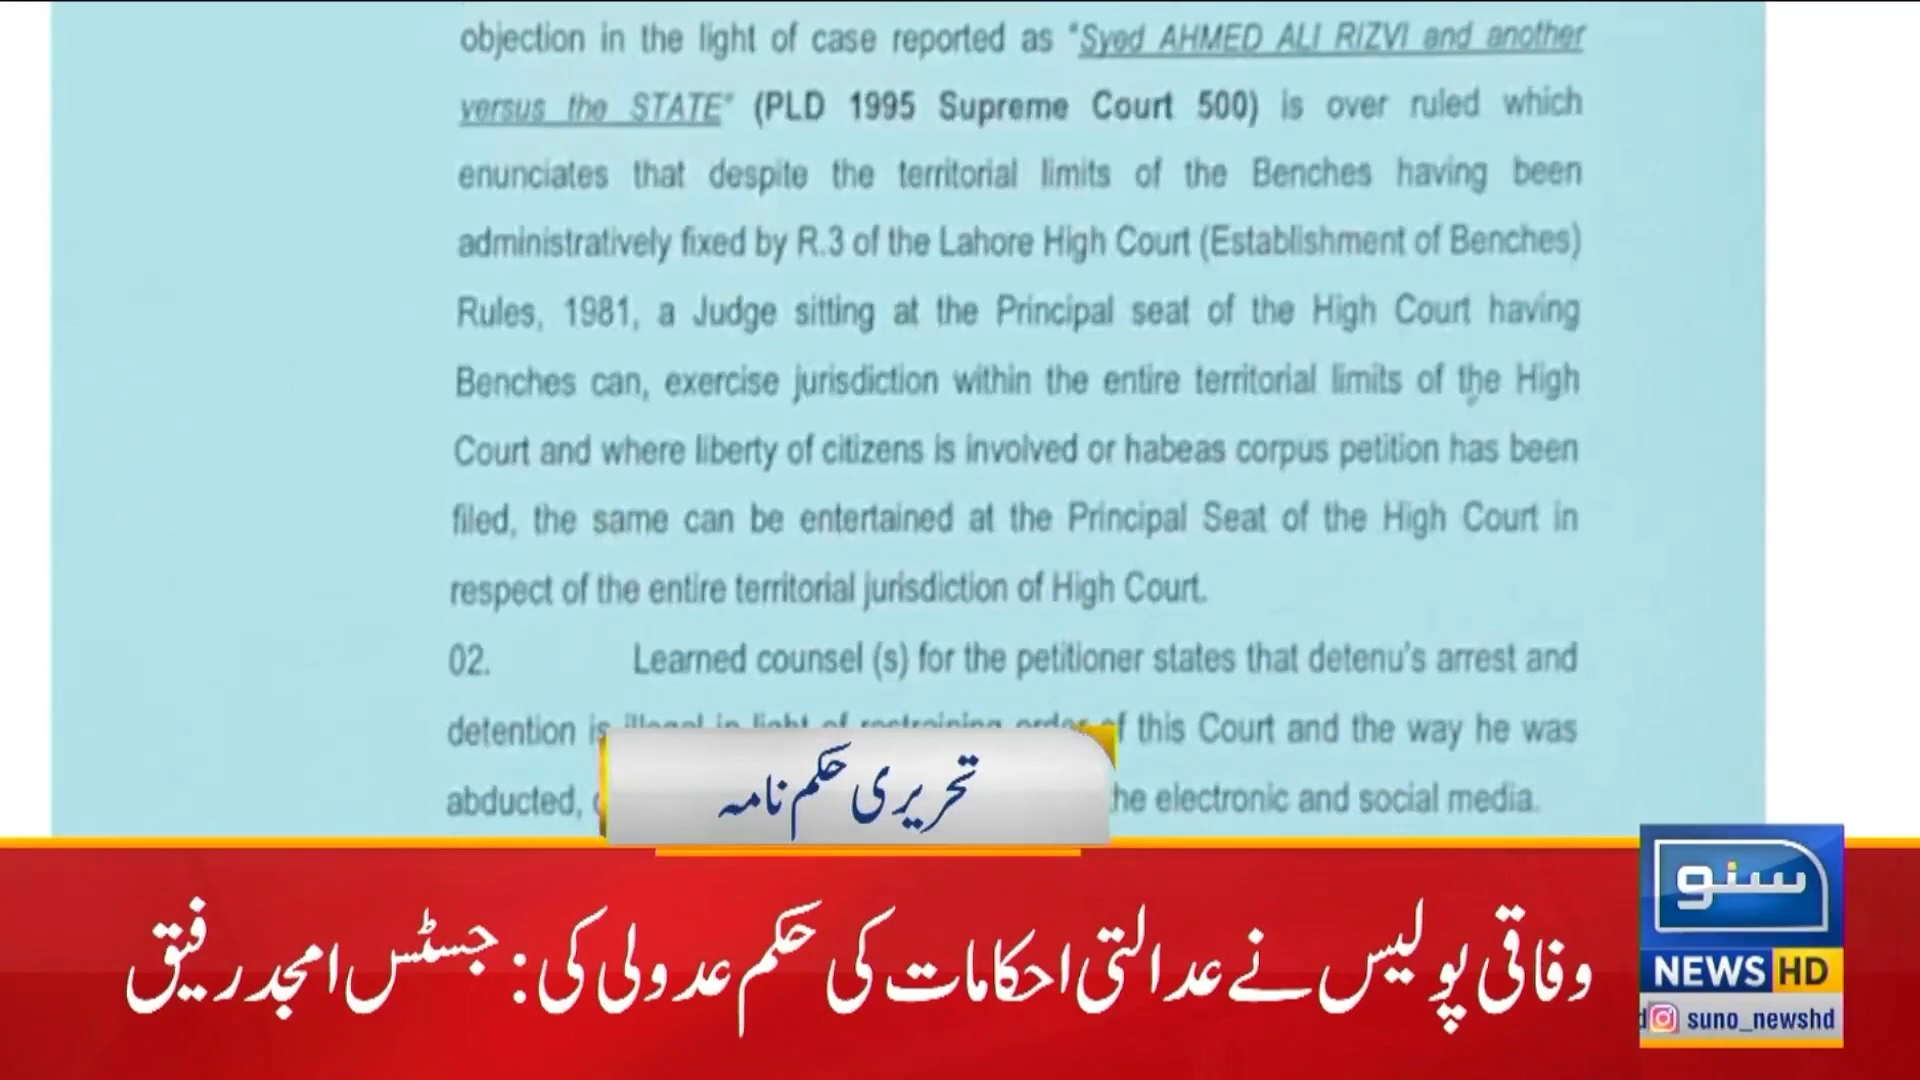 objection in the light of case reported as "Syed AHMED ALI RIZVI and another
versus the STATE" (PLD 1995 Supreme Court 500) is over ruled which
enunciates that despite the territorial limits of the Benches having been
administratively fixed by R.3 of the Lahore High Court (Establishment of Benches)
Rules, 1981, a Judge sitting at the Principal seat of the High Court having
Benches can, exercise jurisdiction within the entire territorial limits of the High
Court and where liberty of citizens is involved or habeas corpus petition has been
filed, the same can be entertained at the Principal Seat of the High Court in
respect of the entire territorial jurisdiction of High Court.
02. Learned counsel (s) for the petitioner states that detenu's arrest and
detention is illegal in light of restraining order of this Court and the way he was
abducted, he electronic and social media.
تحریری حکم نامہ
وفاقی پولیس نے عدالتی احکامات کی حکم عدولی کی: جسٹس امجد رفیق
سنو
NEWS HD
d suno_newshd